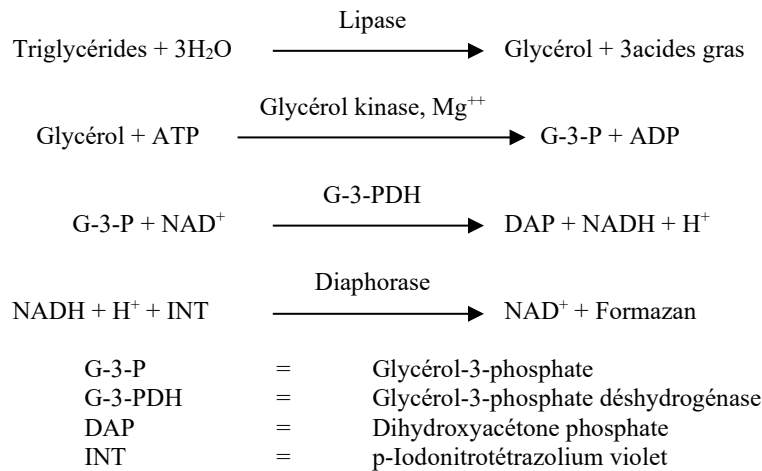 Lipase
Triglycérides + 3H₂O Glycérol + 3acides gras
Glycérol kinase, Mg⁺⁺
Glycérol + ATP G-3-P + ADP
G-3-PDH
G-3-P + NAD⁺ DAP + NADH + H⁺
Diaphorase
NADH + H⁺ + INT NAD⁺ + Formazan
G-3-P = Glycérol-3-phosphate
G-3-PDH = Glycérol-3-phosphate déshydrogénase
DAP = Dihydroxyacétone phosphate
INT = p-Iodonitrotétrazolium violet